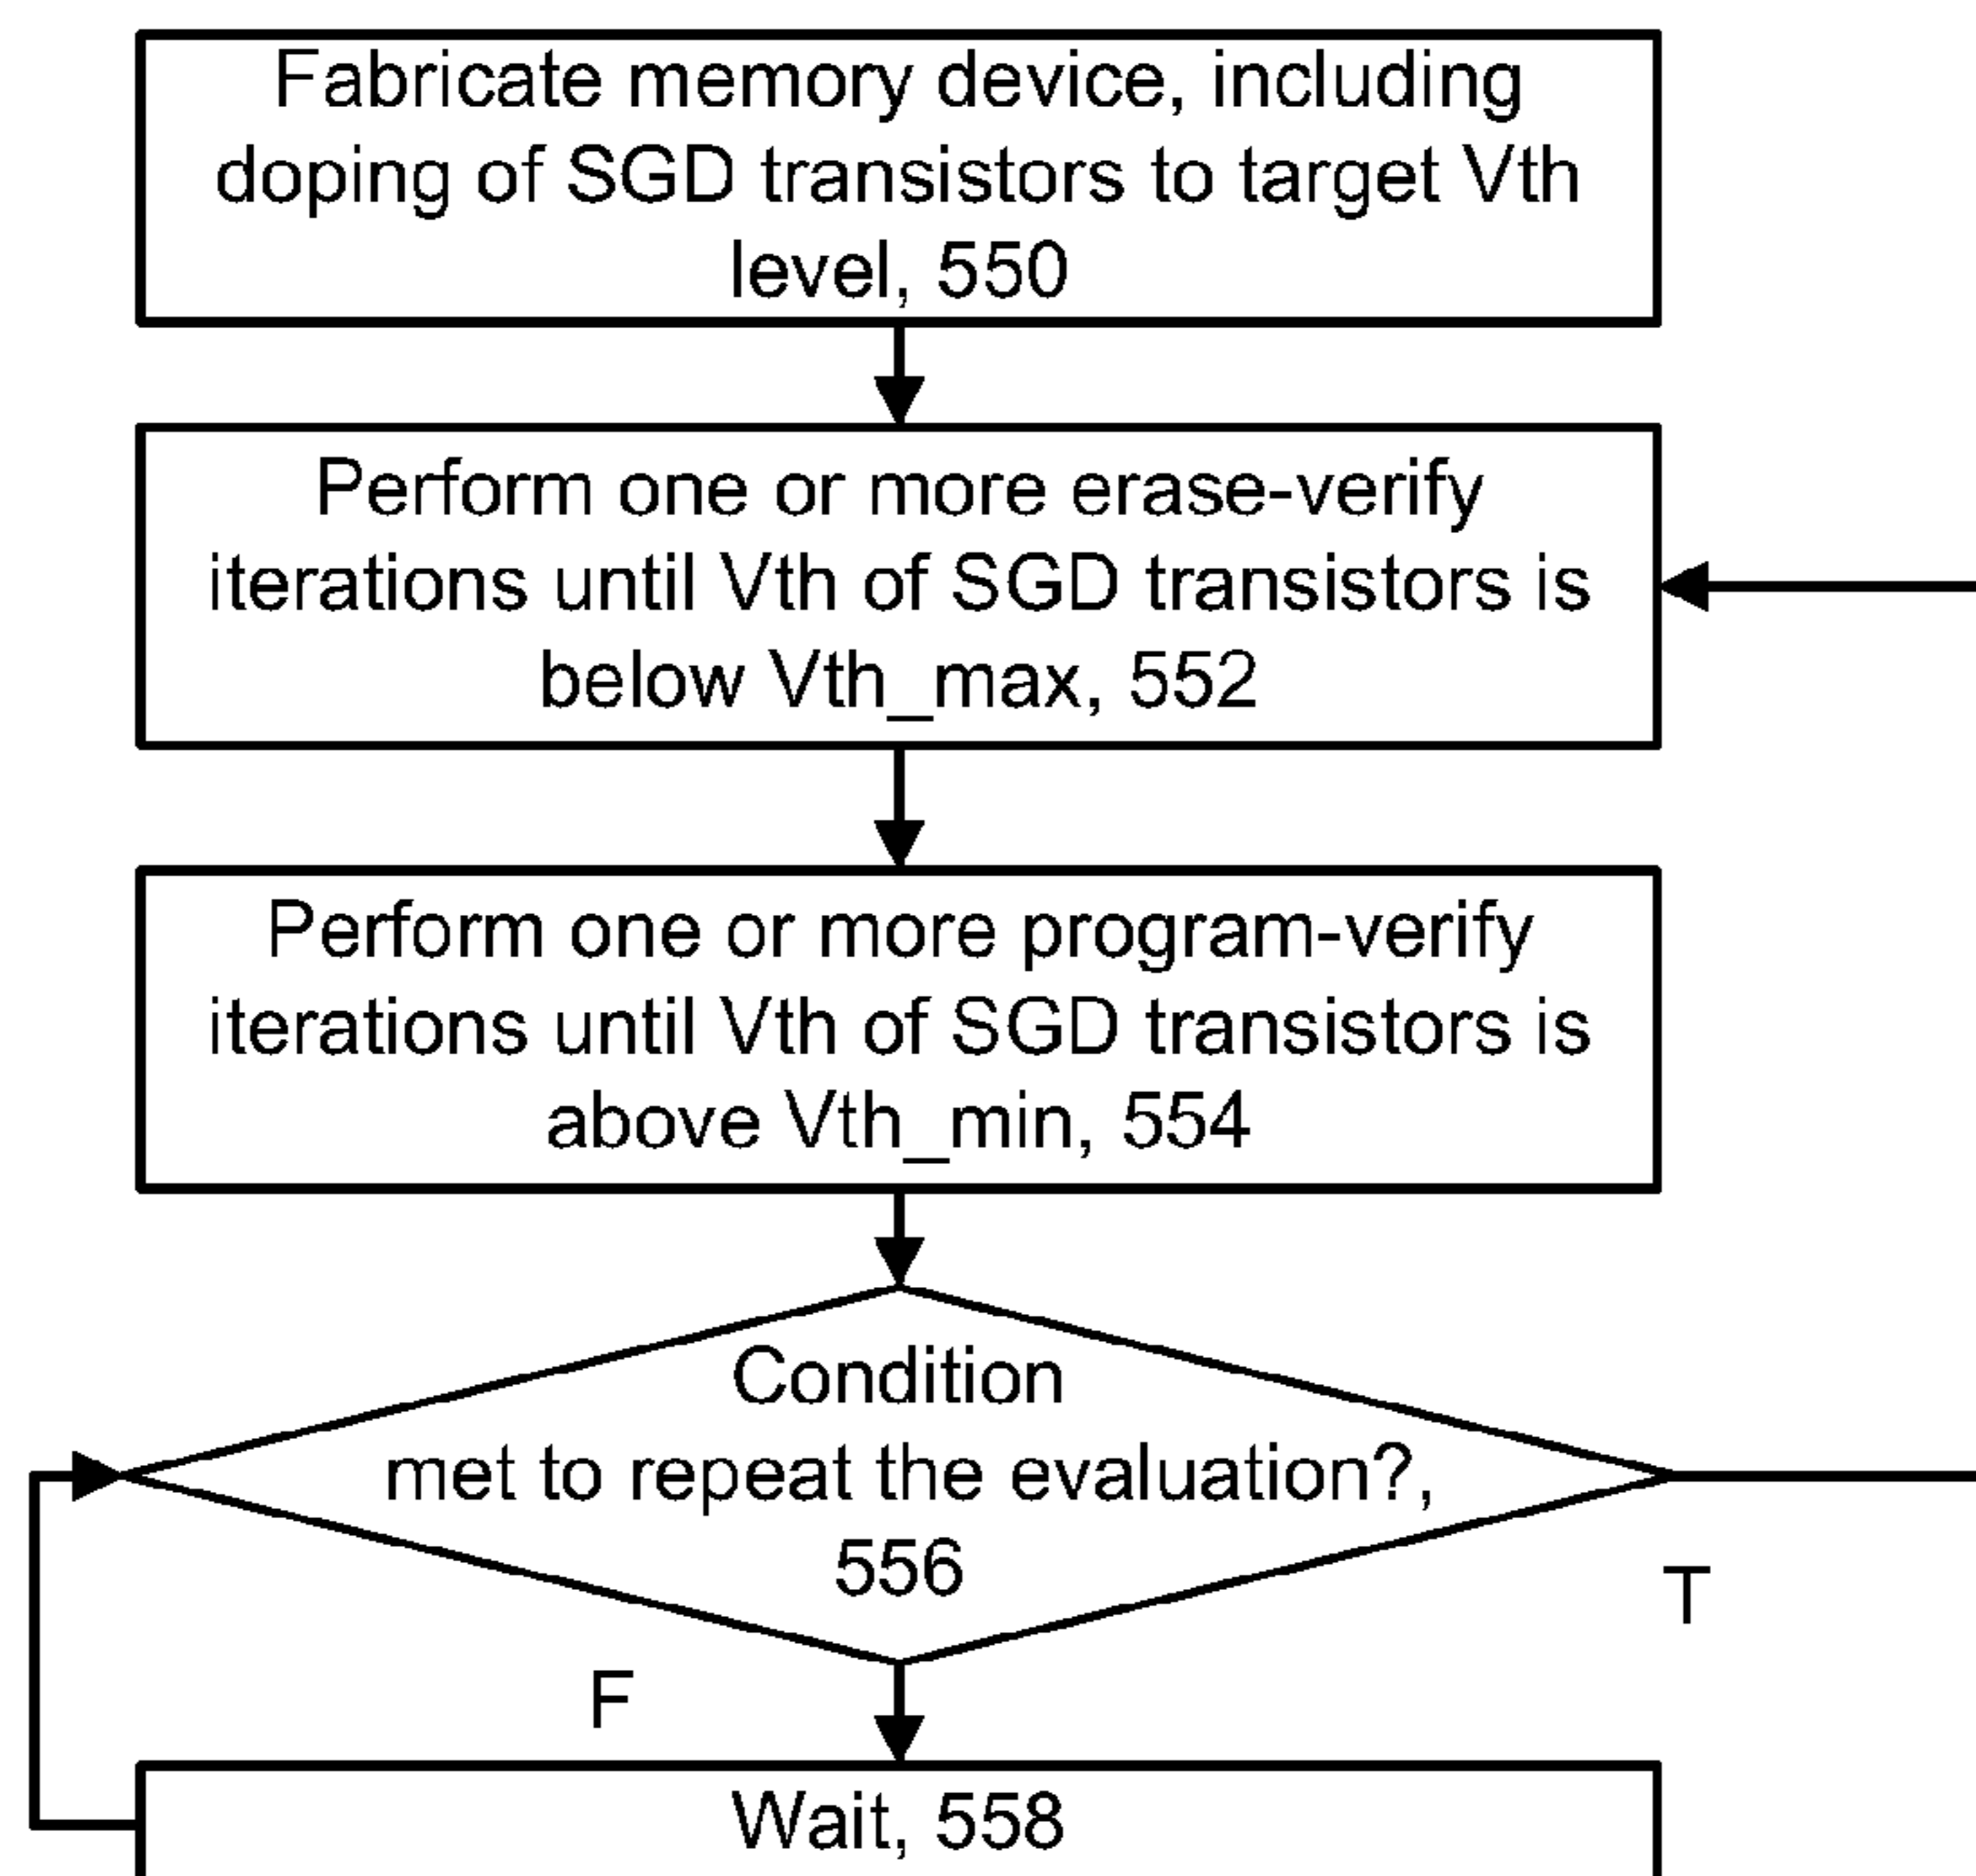 Fabricate memory device, including
doping of SGD transistors to target Vth
level, 550
Perform one or more erase-verify
iterations until Vth of SGD transistors is
below Vth_max, 552
Perform one or more program-verify
iterations until Vth of SGD transistors is
above Vth_min, 554
Condition
met to repeat the evaluation?,
556
T
F
Wait, 558